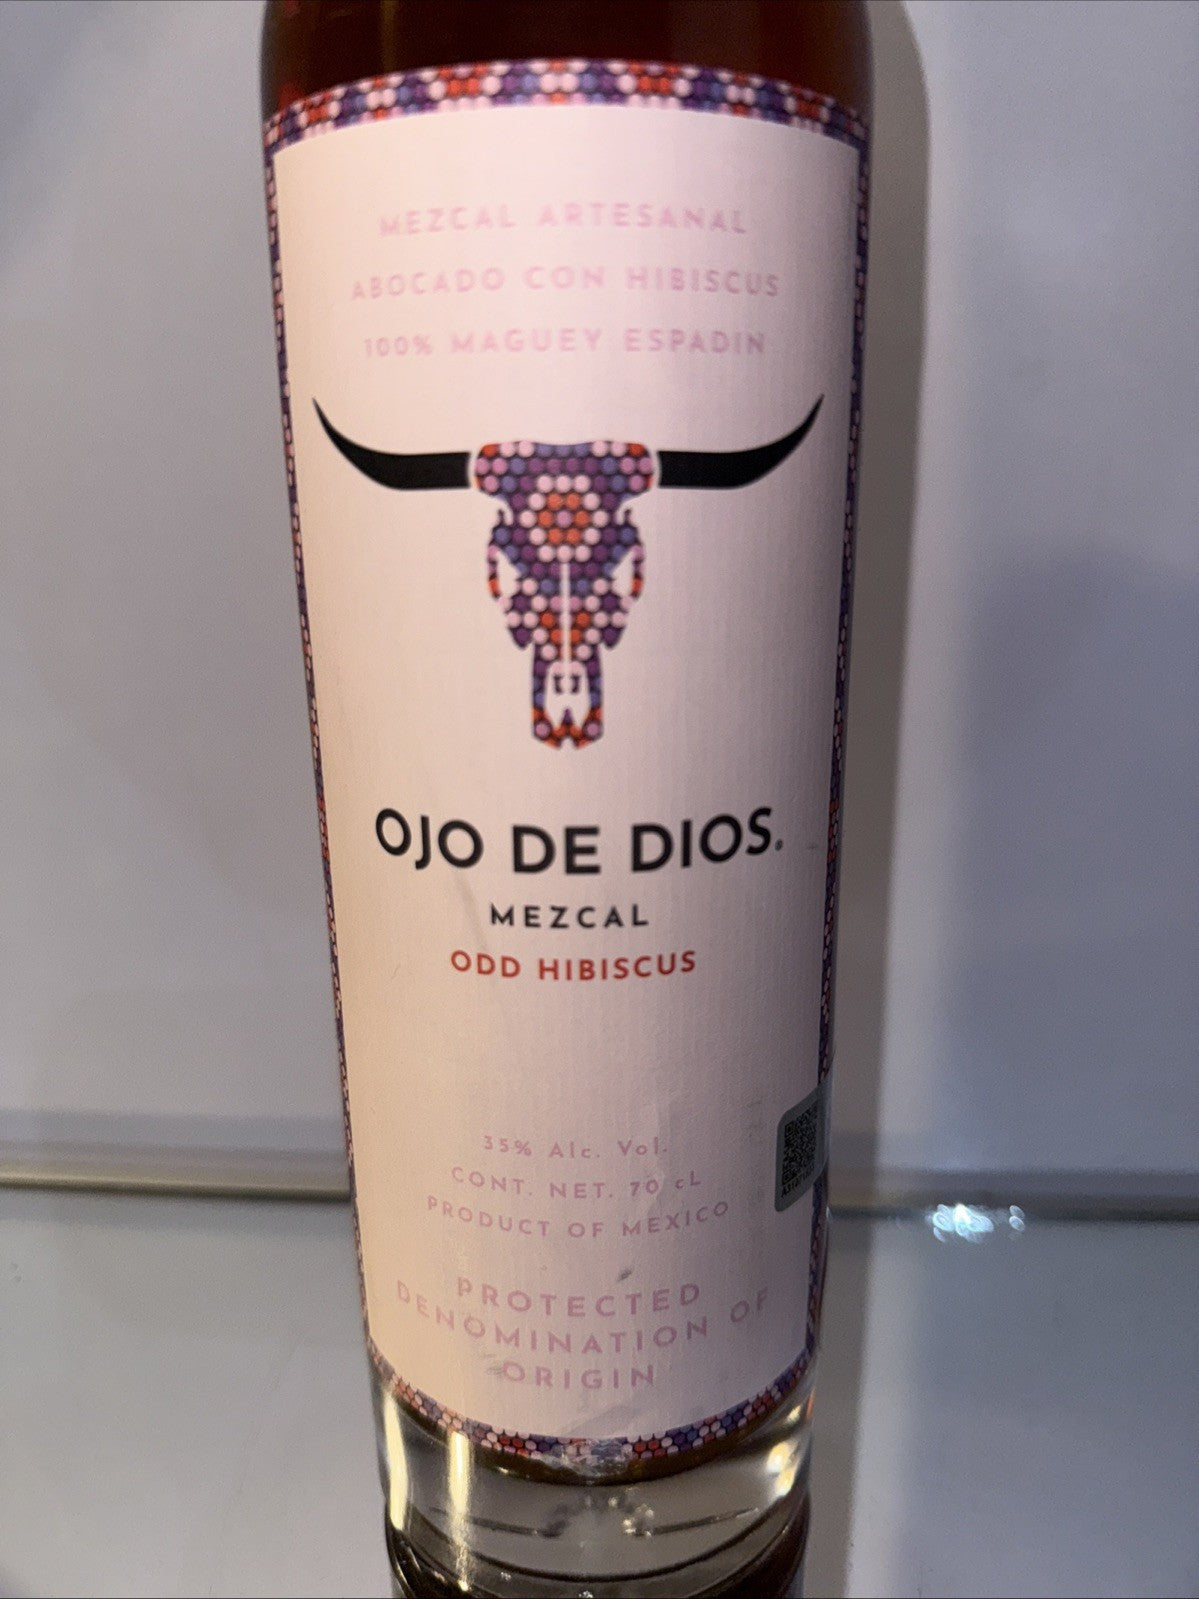 MEZCAL ARTESANAL
ABOCADO CON HIBISCUS
100% MAGUEY ESPADIN
OJO DE DIOS®
MEZCAL
ODD HIBISCUS
35% Alc. Vol.
CONT. NET. 70 cL
PRODUCT OF MEXICO
PROTECTED
DENOMINATION OF
ORIGIN